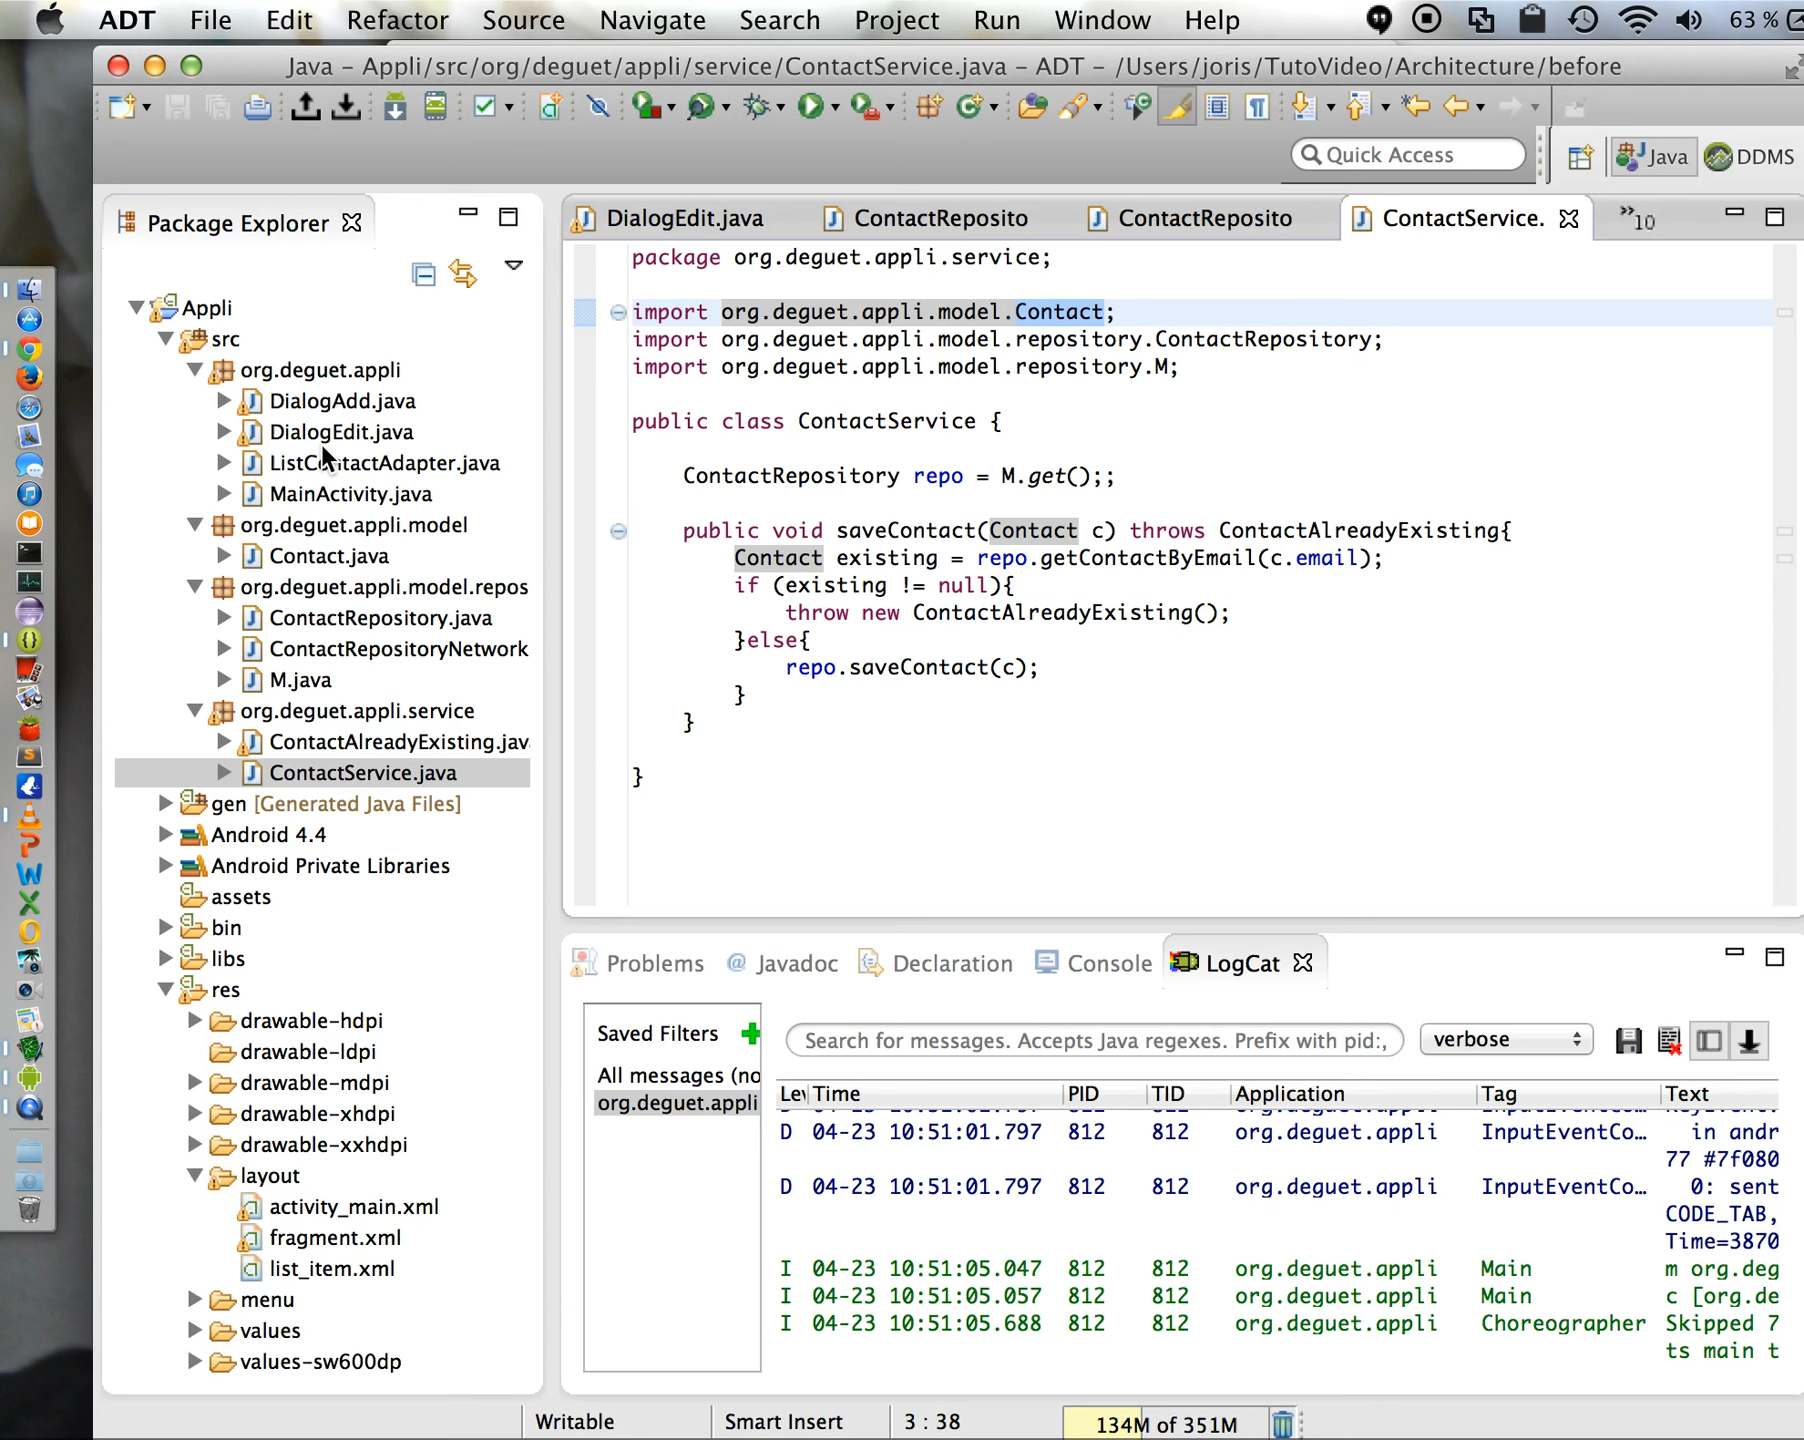 ADT File Edit Refactor Source Navigate Search Project Run Window Help 63 %
Java – Appli/src/org/deguet/appli/service/ContactService.java – ADT – /Users/joris/TutoVideo/Architecture/before
Quick Access
Java
DDMS
Package Explorer
DialogEdit.java
ContactReposito
ContactReposito
ContactService.
10
Appli
src
org.deguet.appli
DialogAdd.java
DialogEdit.java
ListContactAdapter.java
MainActivity.java
org.deguet.appli.model
Contact.java
org.deguet.appli.model.repos
ContactRepository.java
ContactRepositoryNetwork
M.java
org.deguet.appli.service
ContactAlreadyExisting.jav
ContactService.java
gen [Generated Java Files]
Android 4.4
Android Private Libraries
assets
bin
libs
res
drawable-hdpi
drawable-ldpi
drawable-mdpi
drawable-xhdpi
drawable-xxhdpi
layout
activity_main.xml
fragment.xml
list_item.xml
menu
values
values-sw600dp
package org.deguet.appli.service;
import org.deguet.appli.model.Contact;
import org.deguet.appli.model.repository.ContactRepository;
import org.deguet.appli.model.repository.M;
public class ContactService {
ContactRepository repo = M.get();;
public void saveContact(Contact c) throws ContactAlreadyExisting{
Contact existing = repo.getContactByEmail(c.email);
if (existing != null){
throw new ContactAlreadyExisting();
}else{
repo.saveContact(c);
}
}
}
Problems
@ Javadoc
Declaration
Console
LogCat
Saved Filters
All messages (no
org.deguet.appli
Search for messages. Accepts Java regexes. Prefix with pid:,
verbose
Lev Time PID TID Application Tag Text
D 04-23 10:51:01.797 812 812 org.deguet.appli InputEventCo… in andr
77 #7f080
D 04-23 10:51:01.797 812 812 org.deguet.appli InputEventCo… 0: sent
CODE_TAB,
Time=3870
I 04-23 10:51:05.047 812 812 org.deguet.appli Main m org.deg
I 04-23 10:51:05.057 812 812 org.deguet.appli Main c [org.de
I 04-23 10:51:05.688 812 812 org.deguet.appli Choreographer Skipped 7
ts main t
Writable
Smart Insert
3 : 38
134M of 351M